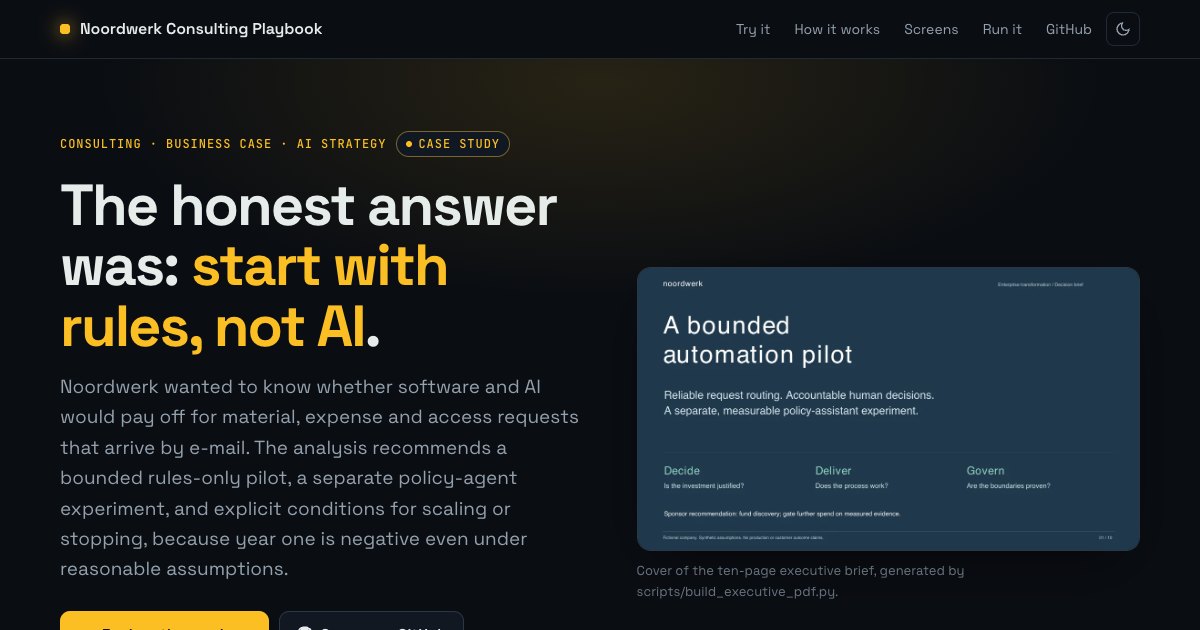 Noordwerk Consulting Playbook
Try it
How it works
Screens
Run it
GitHub
CONSULTING · BUSINESS CASE · AI STRATEGY
CASE STUDY
The honest answer
was: start with
rules, not AI.
Noordwerk wanted to know whether software and AI
would pay off for material, expense and access requests
that arrive by e-mail. The analysis recommends a
bounded rules-only pilot, a separate policy-agent
experiment, and explicit conditions for scaling or
stopping, because year one is negative even under
reasonable assumptions.
noordwerk
Enterprise transformation / Decision brief
A bounded
automation pilot
Reliable request routing. Accountable human decisions.
A separate, measurable policy-assistant experiment.
Decide
Deliver
Govern
Is the investment justified?
Does the process work?
Are the boundaries proven?
Sponsor recommendation: fund discovery; gate further spend on measured evidence.
Fictional company. Synthetic assumptions. No production or customer outcome claims.
Cover of the ten-page executive brief, generated by
scripts/build_executive_pdf.py.